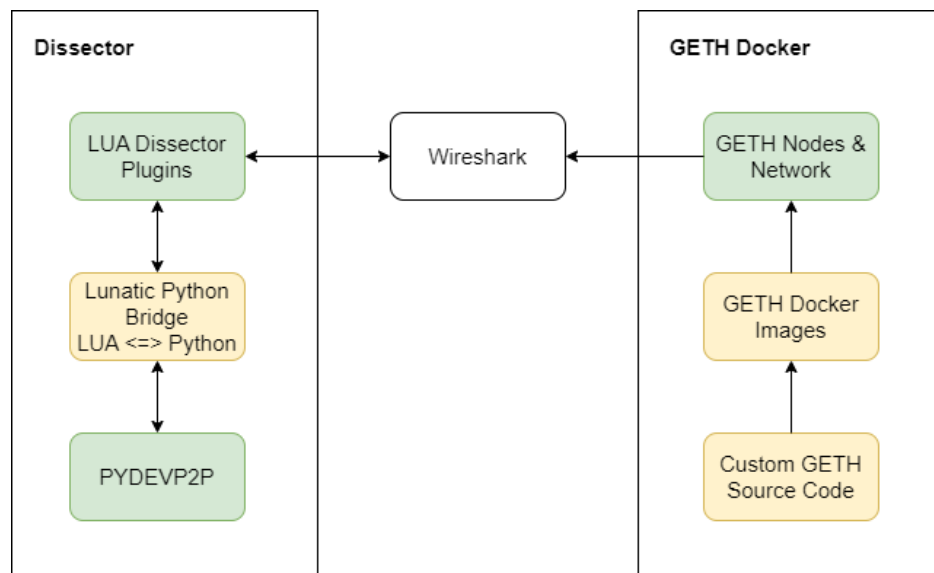 Dissector
LUA Dissector
Plugins
Lunatic Python
Bridge
LUA <=> Python
PYDEVP2P
Wireshark
GETH Docker
GETH Nodes &
Network
GETH Docker
Images
Custom GETH
Source Code